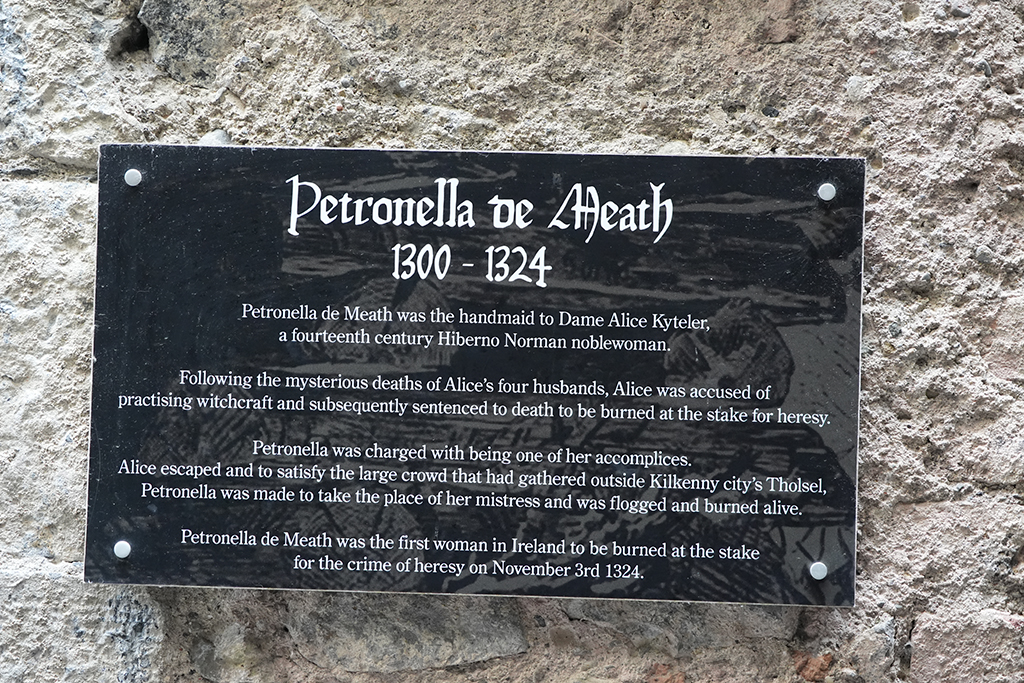 Petronella de Meath
1300 - 1324
Petronella de Meath was the handmaid to Dame Alice Kyteler,
a fourteenth century Hiberno Norman noblewoman.
Following the mysterious deaths of Alice's four husbands, Alice was accused of
practising witchcraft and subsequently sentenced to death to be burned at the stake for heresy.
Petronella was charged with being one of her accomplices.
Alice escaped and to satisfy the large crowd that had gathered outside Kilkenny city's Tholsel,
Petronella was made to take the place of her mistress and was flogged and burned alive.
Petronella de Meath was the first woman in Ireland to be burned at the stake
for the crime of heresy on November 3rd 1324.